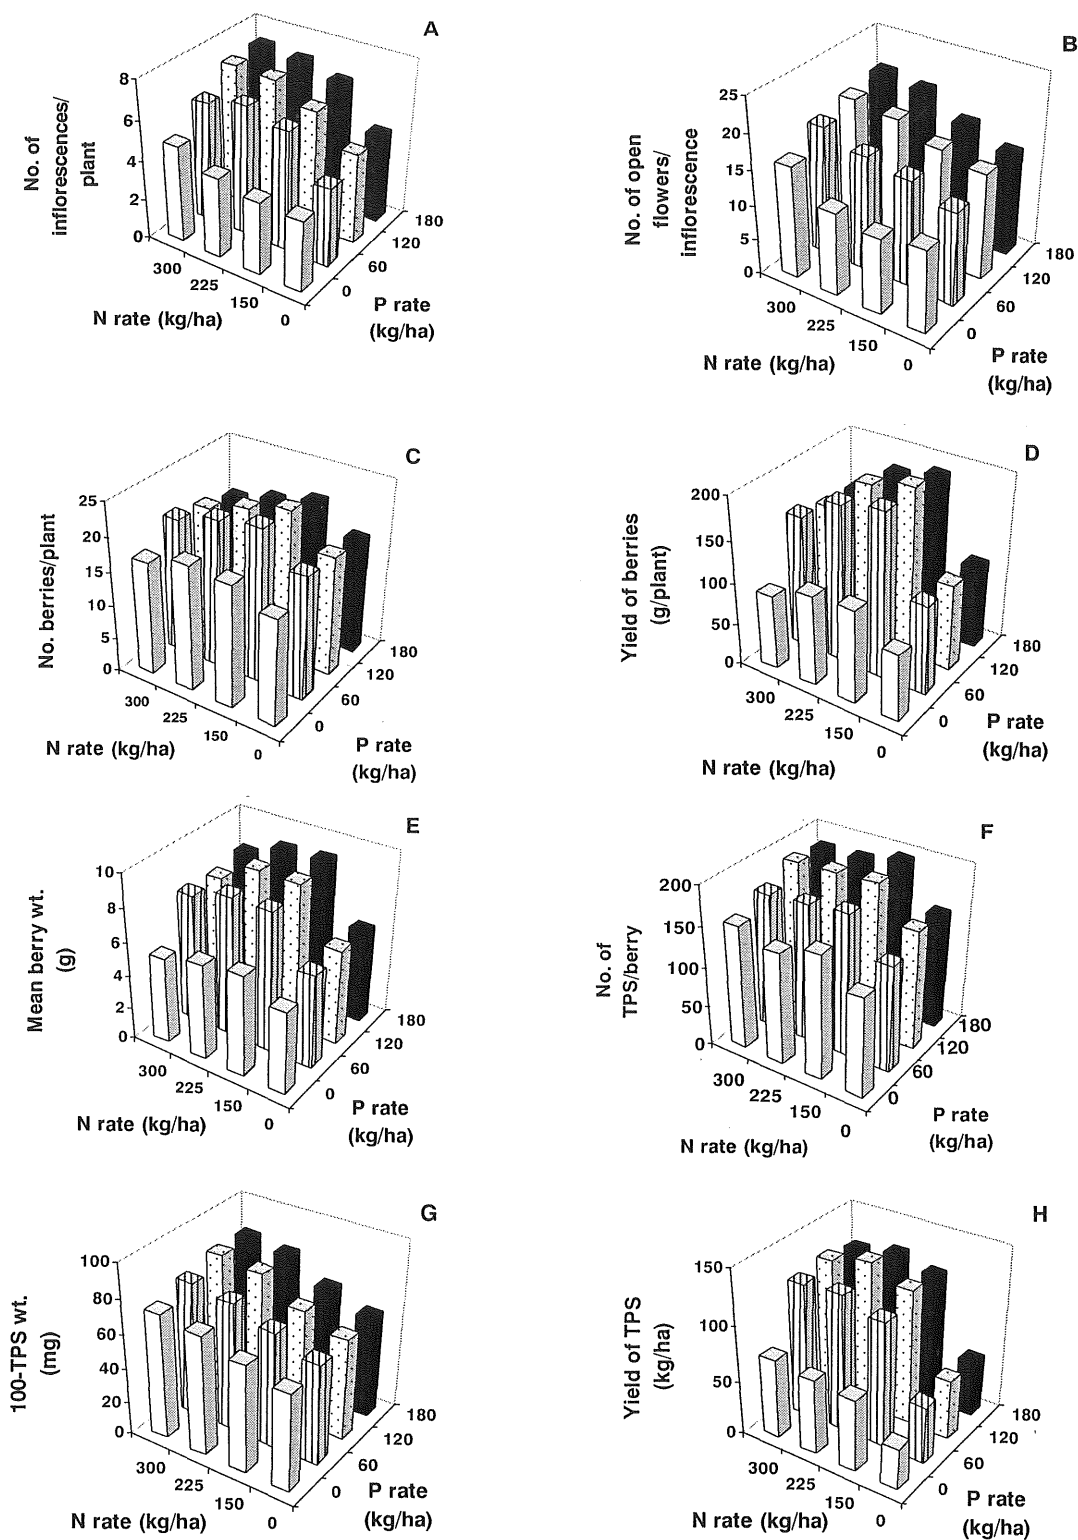 A
No. of
inflorescences/
plant
8
6
4
2
0
300
225
150
0
N rate (kg/ha)
0
60
120
180
P rate
(kg/ha)
B
No. of open
flowers/
inflorescence
25
20
15
10
5
0
300
225
150
0
N rate (kg/ha)
0
60
120
180
P rate
(kg/ha)
C
No. berries/plant
25
20
15
10
5
0
300
225
150
0
N rate (kg/ha)
0
60
120
180
P rate
(kg/ha)
D
Yield of berries
(g/plant)
200
150
100
50
0
300
225
150
0
N rate (kg/ha)
0
60
120
180
P rate
(kg/ha)
E
Mean berry wt.
(g)
10
8
6
4
2
0
300
225
150
0
N rate (kg/ha)
0
60
120
180
P rate
(kg/ha)
F
No. of
TPS/berry
200
150
100
50
0
300
225
150
0
N rate (kg/ha)
0
60
120
180
P rate
(kg/ha)
G
100-TPS wt.
(mg)
100
80
60
40
20
0
300
225
150
0
N rate (kg/ha)
0
60
120
180
P rate
(kg/ha)
H
Yield of TPS
(kg/ha)
150
100
50
0
300
225
150
0
N rate (kg/ha)
0
60
120
180
P rate
(kg/ha)